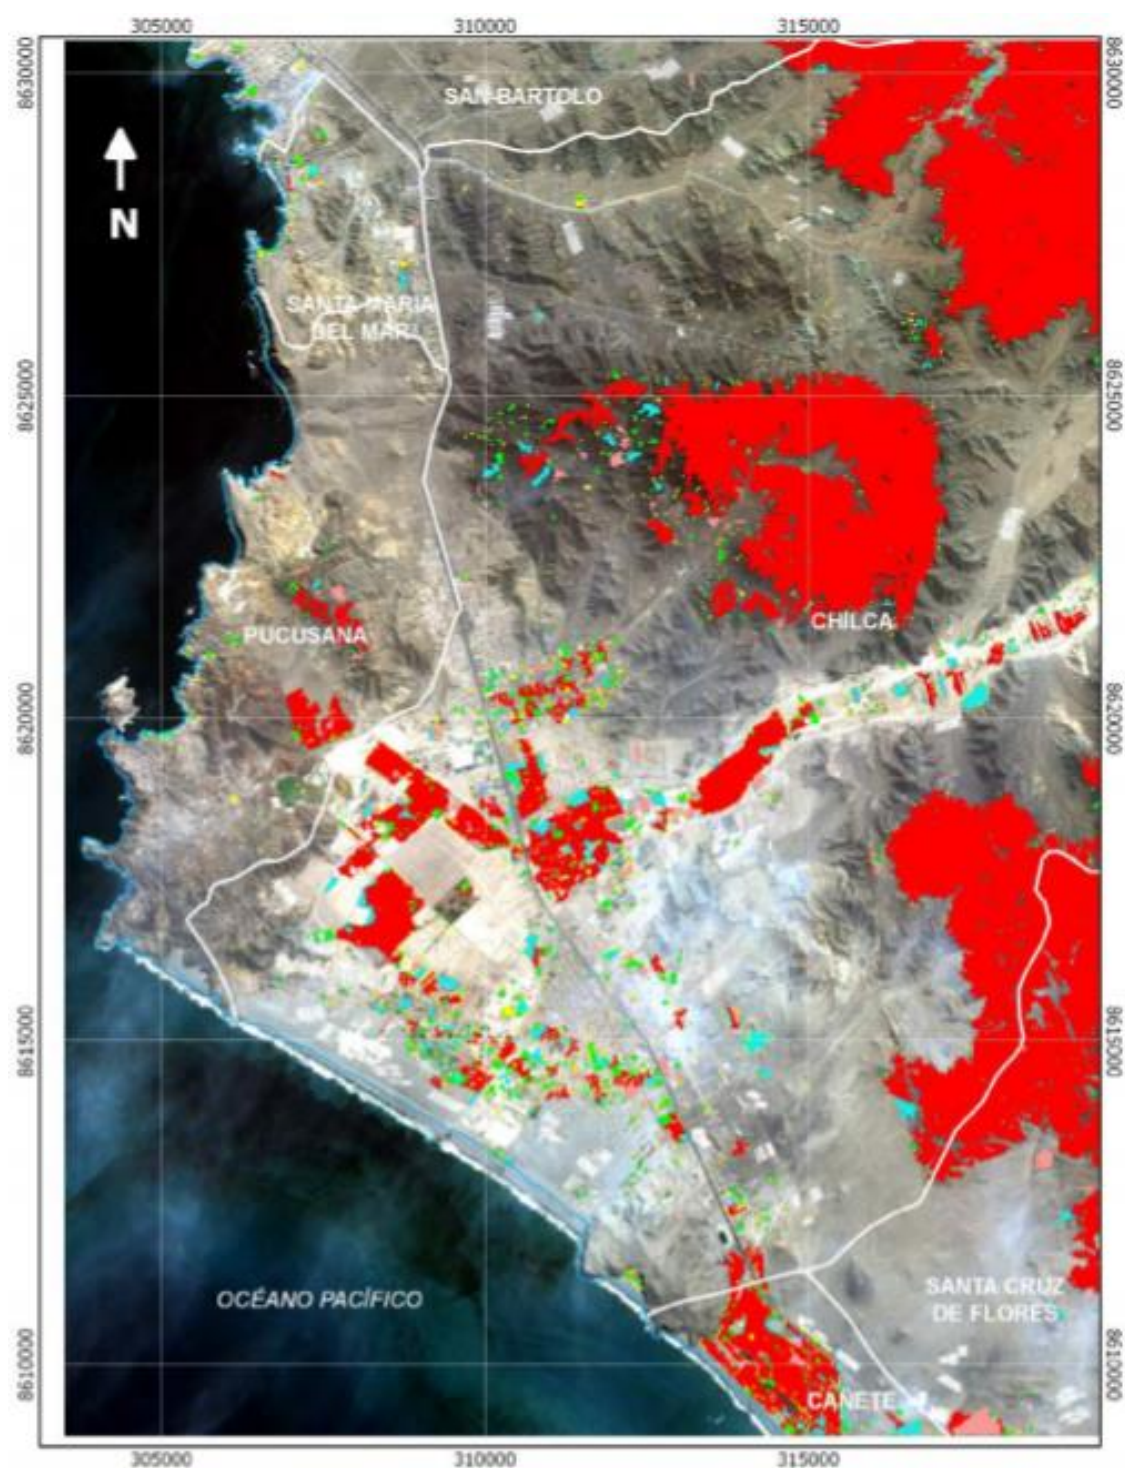 305000 310000 315000
8630000 8630000
SAN BARTOLO
N
SANTA MARIA
DEL MAR
8625000 8625000
CHILCA
PUCUSANA
8620000 8620000
8615000 8615000
OCÉANO PACÍFICO
SANTA CRUZ
DE FLORES
8610000 8610000
CAÑETE
305000 310000 315000